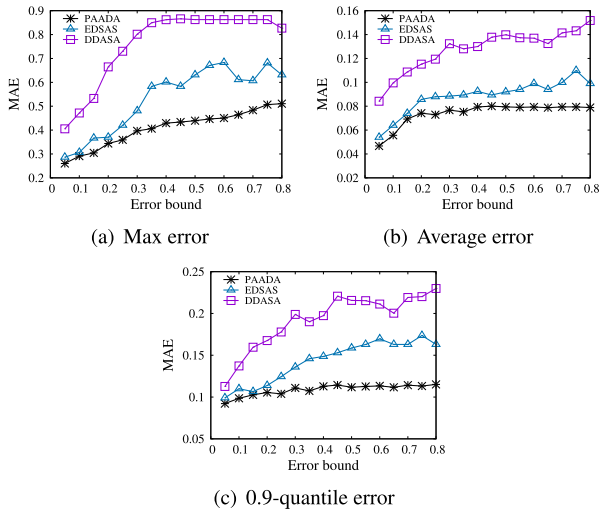 0.9
0.8
0.7
0.6
0.5
0.4
0.3
0.2
MAE
PAADA
EDSAS
DDASA
0 0.1 0.2 0.3 0.4 0.5 0.6 0.7 0.8
Error bound
(a) Max error
0.16
0.14
0.12
0.10
0.08
0.06
0.04
0.02
MAE
PAADA
EDSAS
DDASA
0 0.1 0.2 0.3 0.4 0.5 0.6 0.7 0.8
Error bound
(b) Average error
0.25
0.2
0.15
0.1
0.05
MAE
PAADA
EDSAS
DDASA
0 0.1 0.2 0.3 0.4 0.5 0.6 0.7 0.8
Error bound
(c) 0.9-quantile error